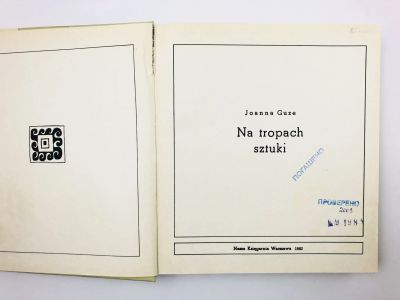 Joanna Guze
Na tropach
sztuki
ПОГАШЕНО
ПРОВЕРЕНО
Nasza Księgarnia Warszawa